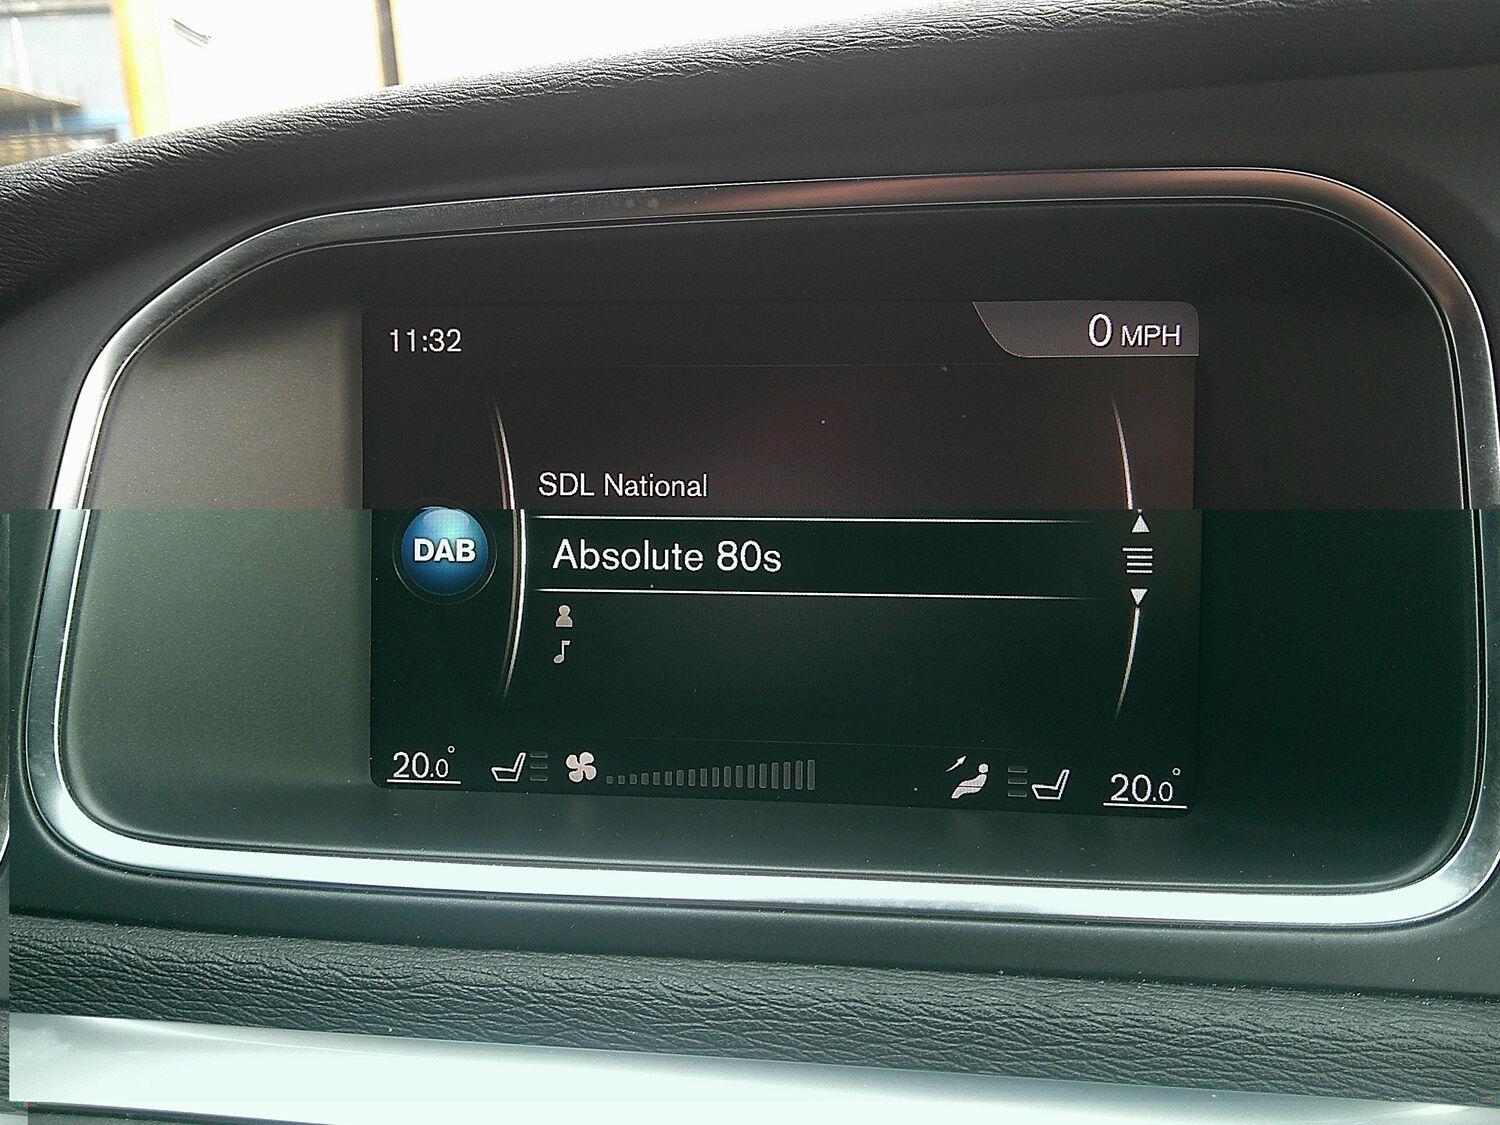 11:32
0 MPH
SDL National
DAB
Absolute 80s
20.0°
20.0°